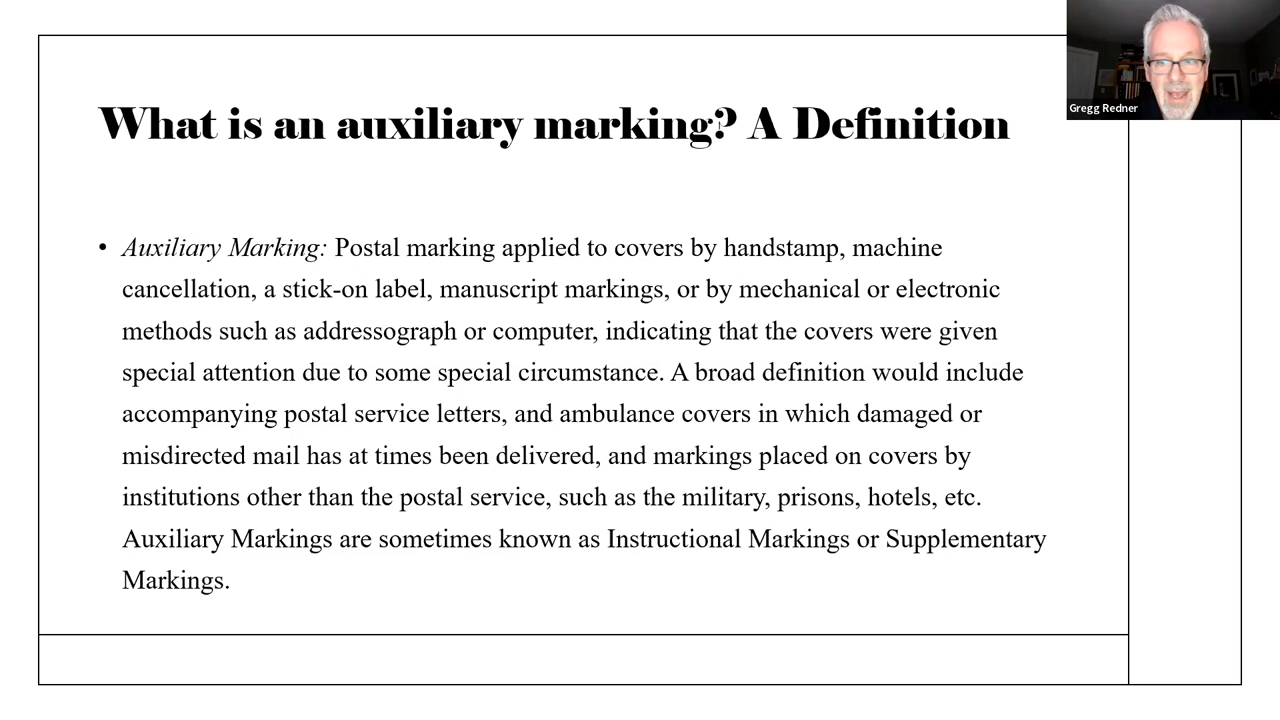 What is an auxiliary marking? A Definition
Gregg Redner
• Auxiliary Marking: Postal marking applied to covers by handstamp, machine
cancellation, a stick-on label, manuscript markings, or by mechanical or electronic
methods such as addressograph or computer, indicating that the covers were given
special attention due to some special circumstance. A broad definition would include
accompanying postal service letters, and ambulance covers in which damaged or
misdirected mail has at times been delivered, and markings placed on covers by
institutions other than the postal service, such as the military, prisons, hotels, etc.
Auxiliary Markings are sometimes known as Instructional Markings or Supplementary
Markings.